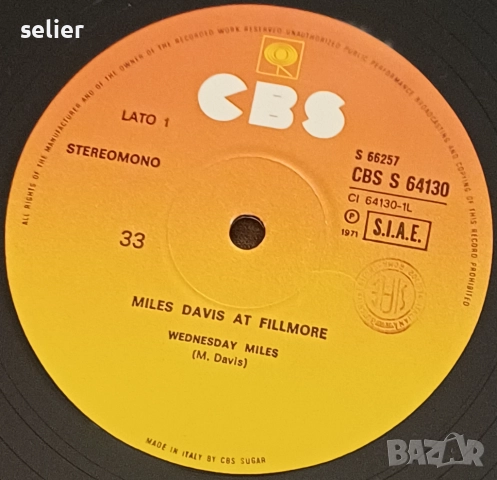 selier
ALL RIGHTS OF THE MANUFACTURER AND OF THE OWNER OF THE RECORDED WORK RESERVED UNAUTHORIZED PUBLIC PERFORMANCE BROADCASTING AND COPYING OF THIS RECORD PROHIBITED
CBS
LATO 1
STEREOMONO
S 66257
CBS S 64130
CI 64130-1L
P
1971
S.I.A.E.
33
SIAE
MILES DAVIS AT FILLMORE
WEDNESDAY MILES
(M. Davis)
MADE IN ITALY BY CBS SUGAR
BAZAR